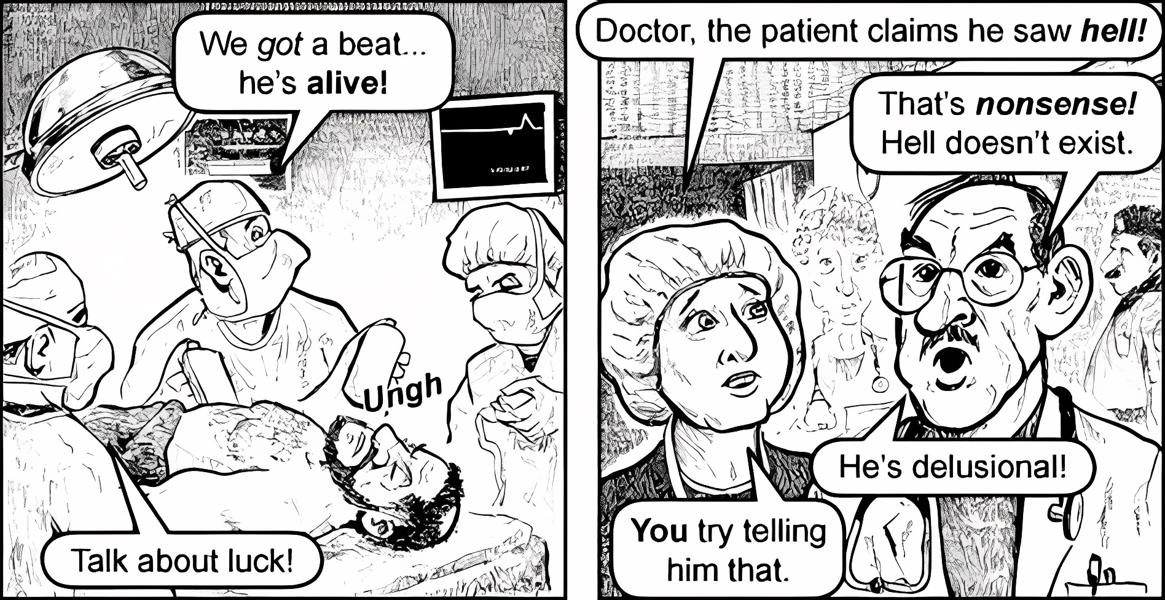 We got a beat...
he's alive!
Ungh
Talk about luck!
Doctor, the patient claims he saw hell!
That's nonsense!
Hell doesn't exist.
He's delusional!
You try telling
him that.